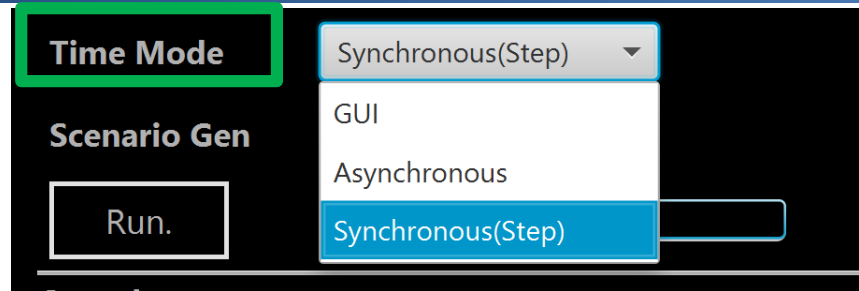 Time Mode Synchronous(Step)
GUI
Scenario Gen
Asynchronous
Run.
Synchronous(Step)